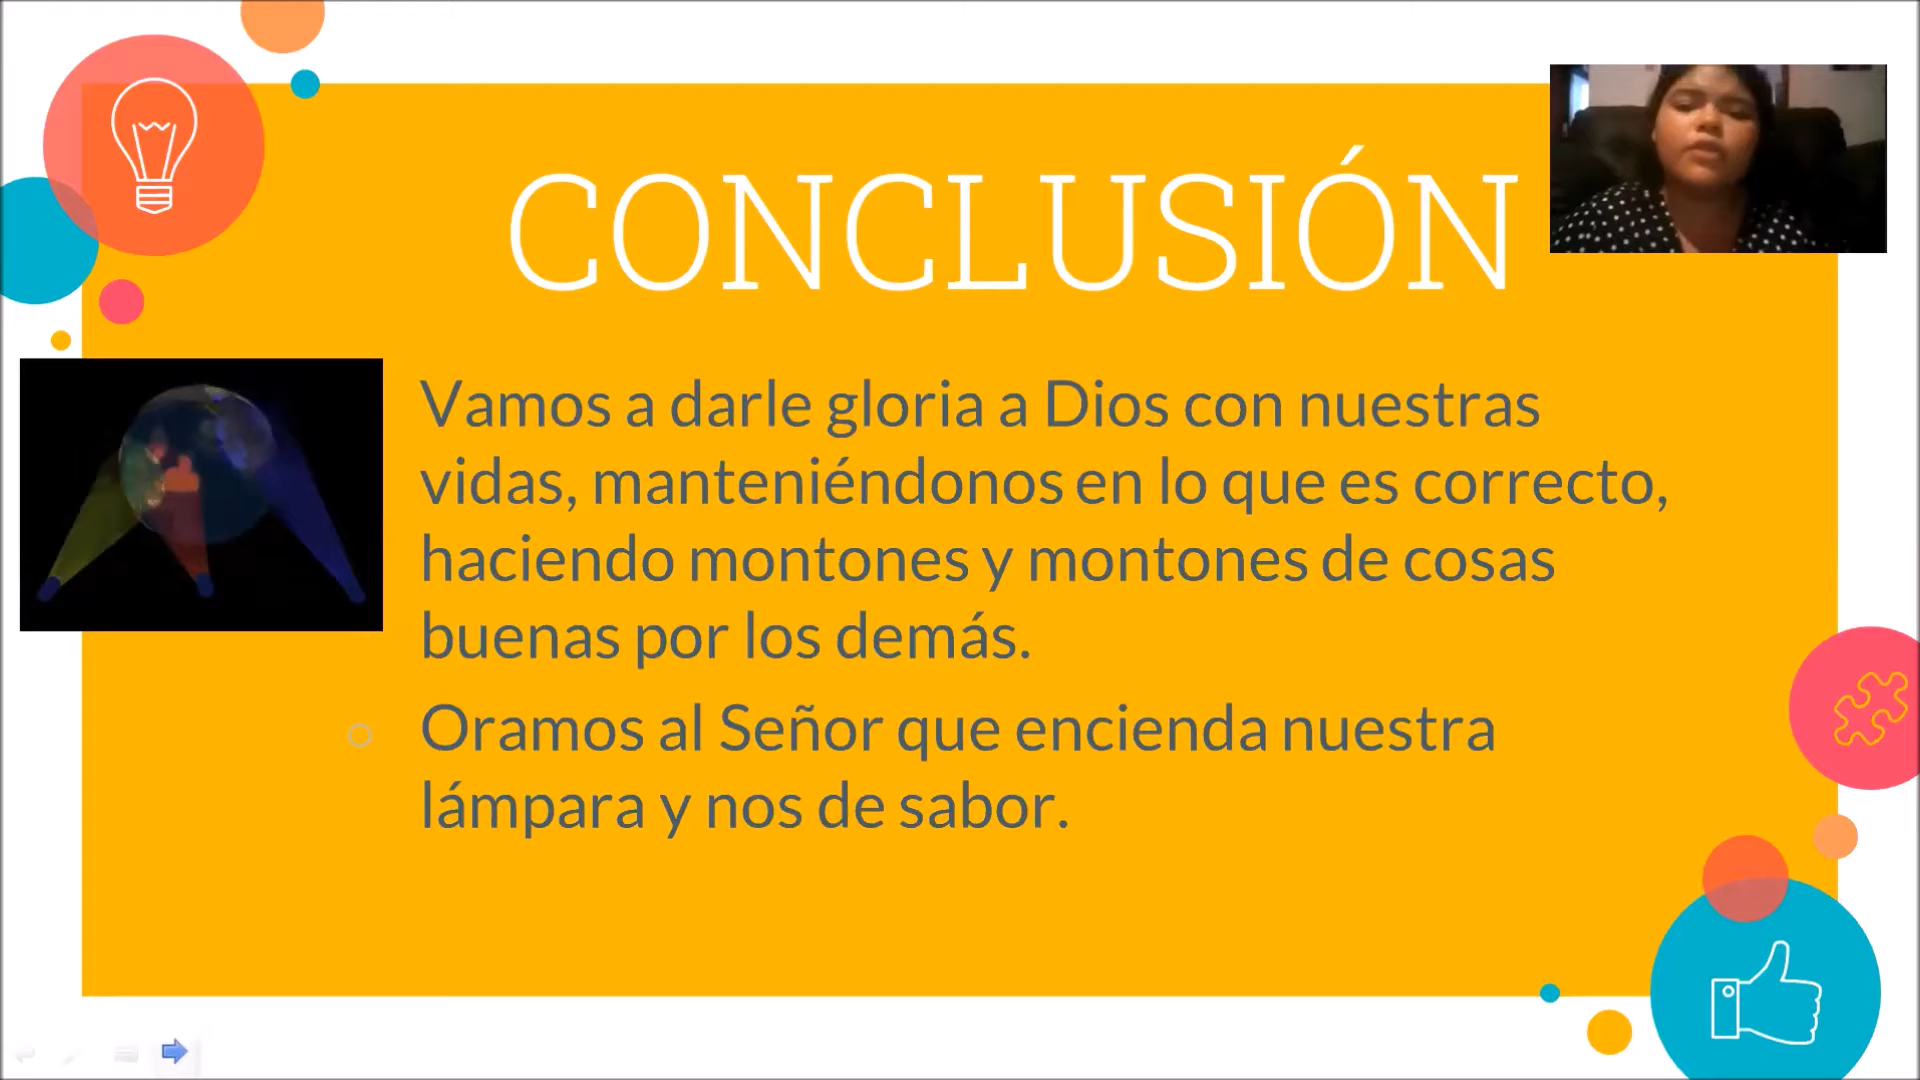 CONCLUSIÓN
Vamos a darle gloria a Dios con nuestras
vidas, manteniéndonos en lo que es correcto,
haciendo montones y montones de cosas
buenas por los demás.
Oramos al Señor que encienda nuestra
lámpara y nos de sabor.